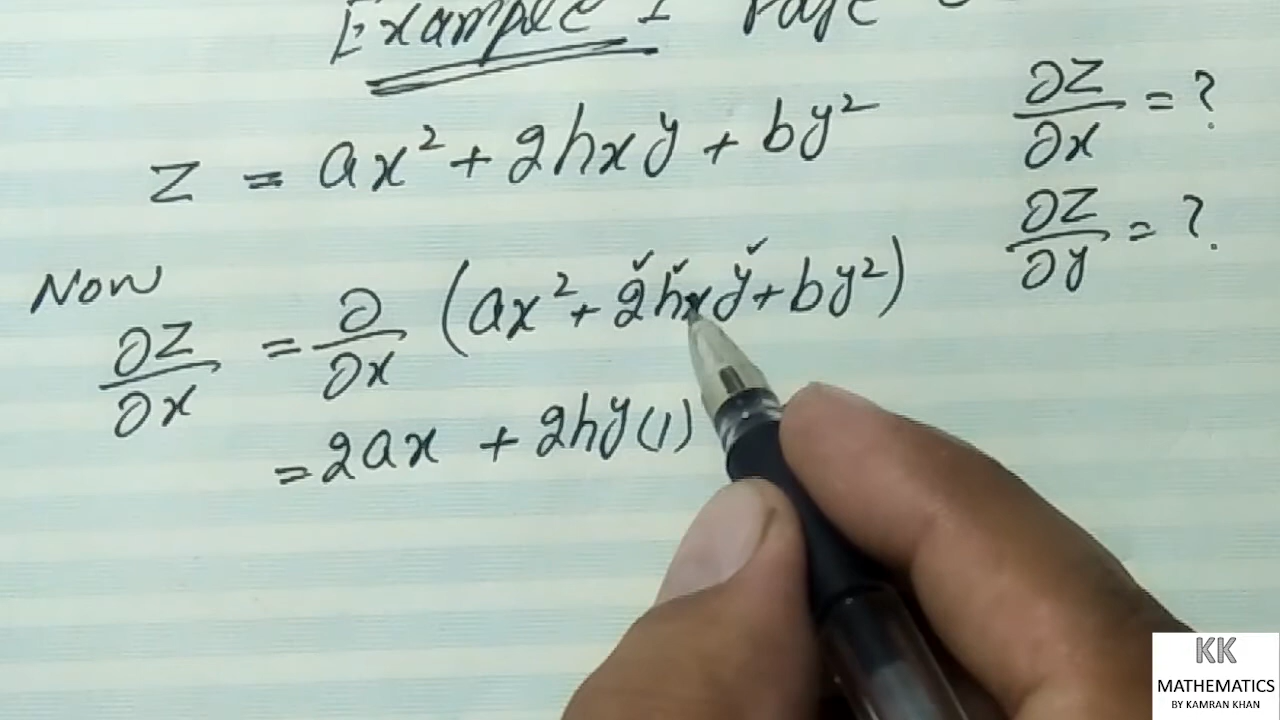 Example 1
z = ax² + 2hxy + by²
∂z/∂x = ?
∂z/∂y = ?
Now
∂z/∂x = ∂/∂x (ax² + 2hxy + by²)
= 2ax + 2hy(1)
KK
MATHEMATICS
BY KAMRAN KHAN